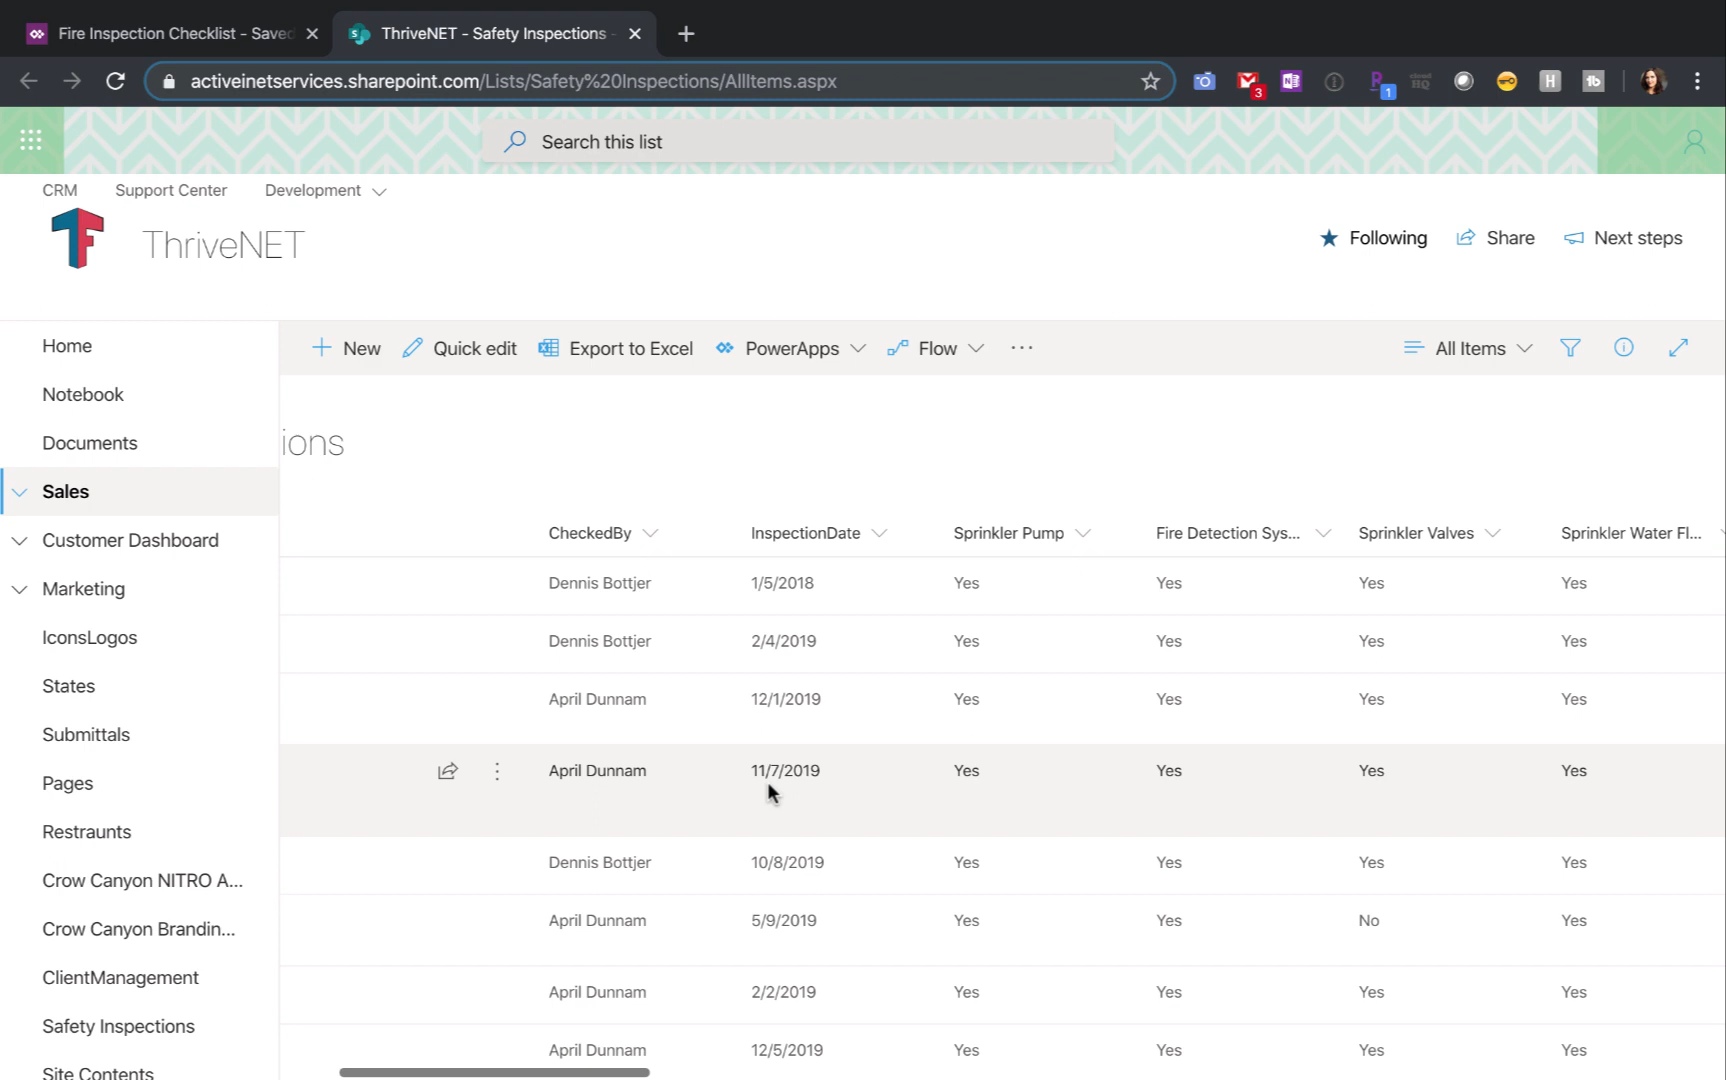 Fire Inspection Checklist - Saved
ThriveNET - Safety Inspections -
activeinetservices.sharepoint.com/Lists/Safety%20Inspections/AllItems.aspx
3
1
H
Search this list
CRM
Support Center
Development
ThriveNET
Following
Share
Next steps
Home
Notebook
Documents
Sales
Customer Dashboard
Marketing
IconsLogos
States
Submittals
Pages
Restraunts
Crow Canyon NITRO A...
Crow Canyon Brandin...
ClientManagement
Safety Inspections
Site Contents
New
Quick edit
Export to Excel
PowerApps
Flow
All Items
ions
CheckedBy InspectionDate Sprinkler Pump Fire Detection Sys... Sprinkler Valves Sprinkler Water Fl...
Dennis Bottjer 1/5/2018 Yes Yes Yes Yes
Dennis Bottjer 2/4/2019 Yes Yes Yes Yes
April Dunnam 12/1/2019 Yes Yes Yes Yes
April Dunnam 11/7/2019 Yes Yes Yes Yes
Dennis Bottjer 10/8/2019 Yes Yes Yes Yes
April Dunnam 5/9/2019 Yes Yes No Yes
April Dunnam 2/2/2019 Yes Yes Yes Yes
April Dunnam 12/5/2019 Yes Yes Yes Yes